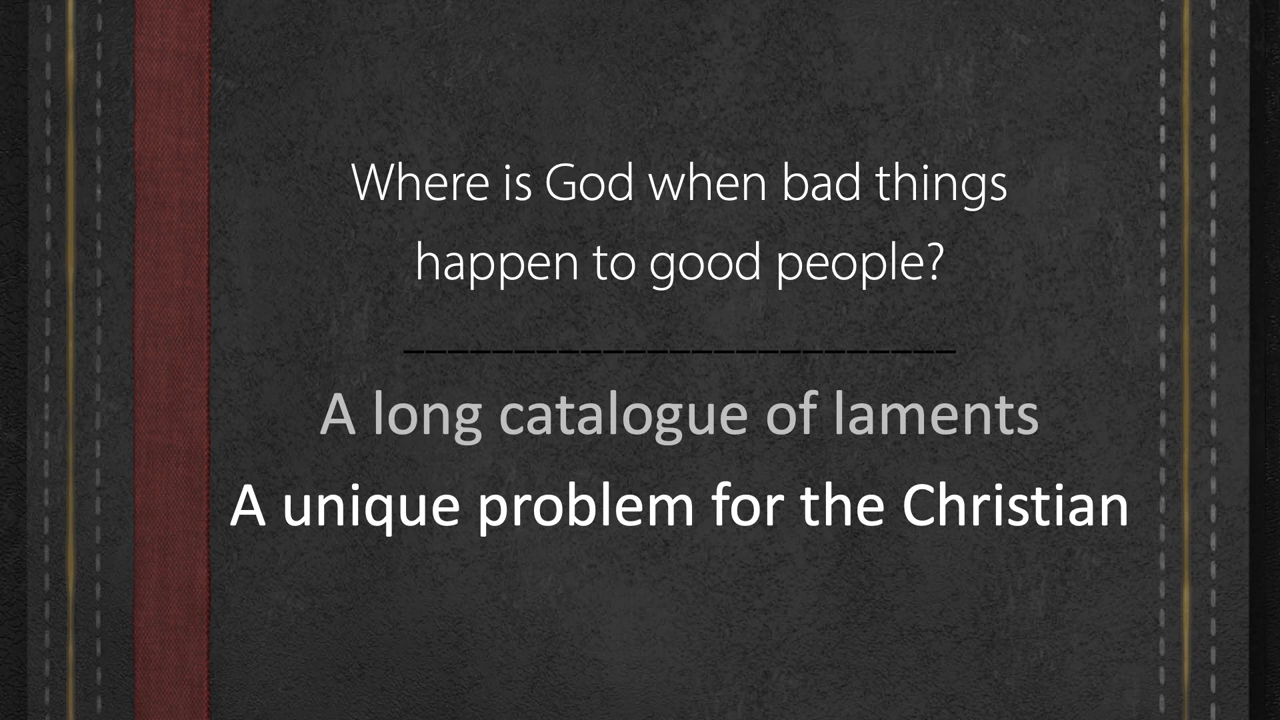 Where is God when bad things
happen to good people?
A long catalogue of laments
A unique problem for the Christian